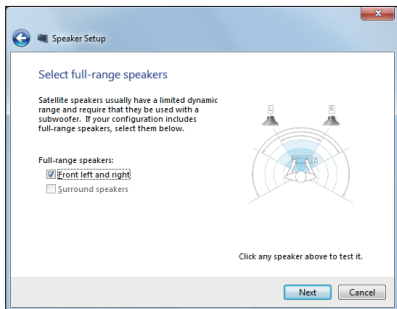 Speaker Setup
Select full-range speakers
Satellite speakers usually have a limited dynamic
range and require that they be used with a
subwoofer. If your configuration includes
full-range speakers, select them below.
L R
Full-range speakers:
Front left and right
Surround speakers
Click any speaker above to test it.
Next Cancel